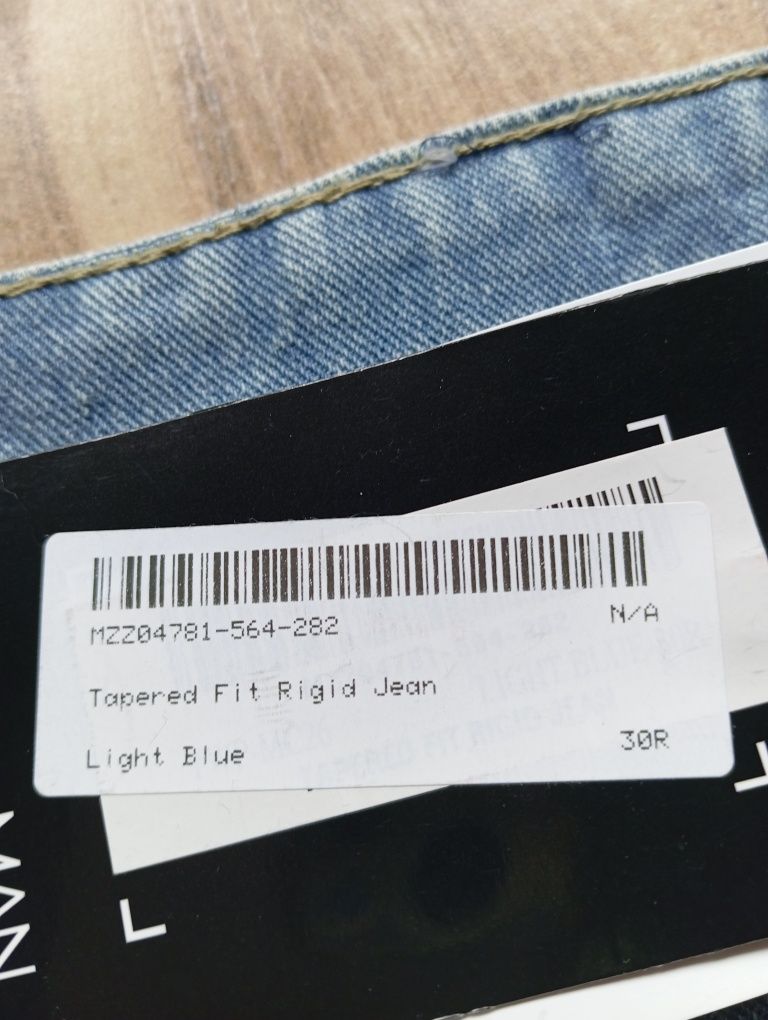 MZZ04781-564-282
N/A
Tapered Fit Rigid Jean
Light Blue
30R
MAN